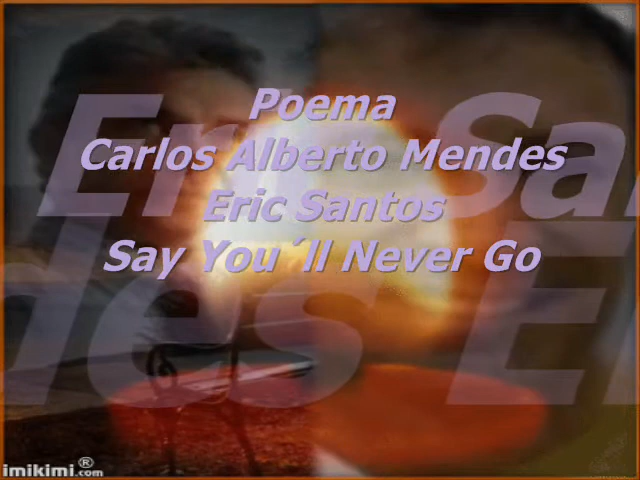 Poema
Carlos Alberto Mendes
Eric Santos
Say You´ll Never Go
imikimi.com®